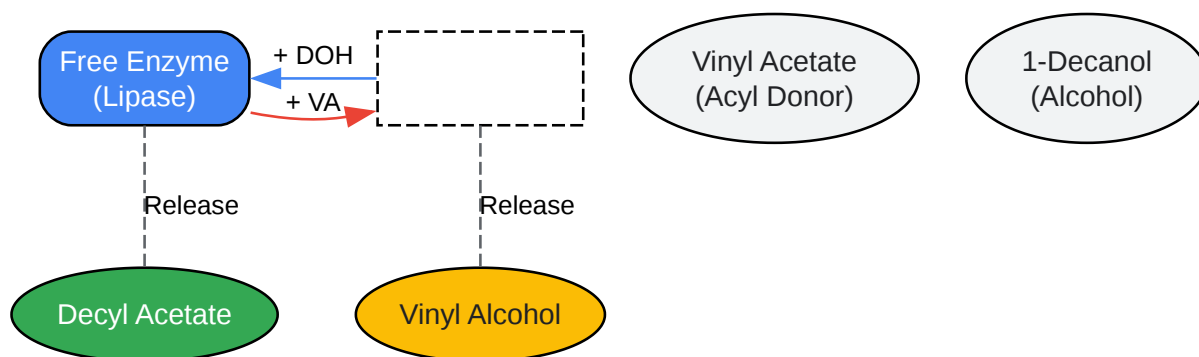 Free Enzyme
(Lipase)
+ DOH
+ VA
Vinyl Acetate
(Acyl Donor)
1-Decanol
(Alcohol)
Release
Release
Decyl Acetate
Vinyl Alcohol